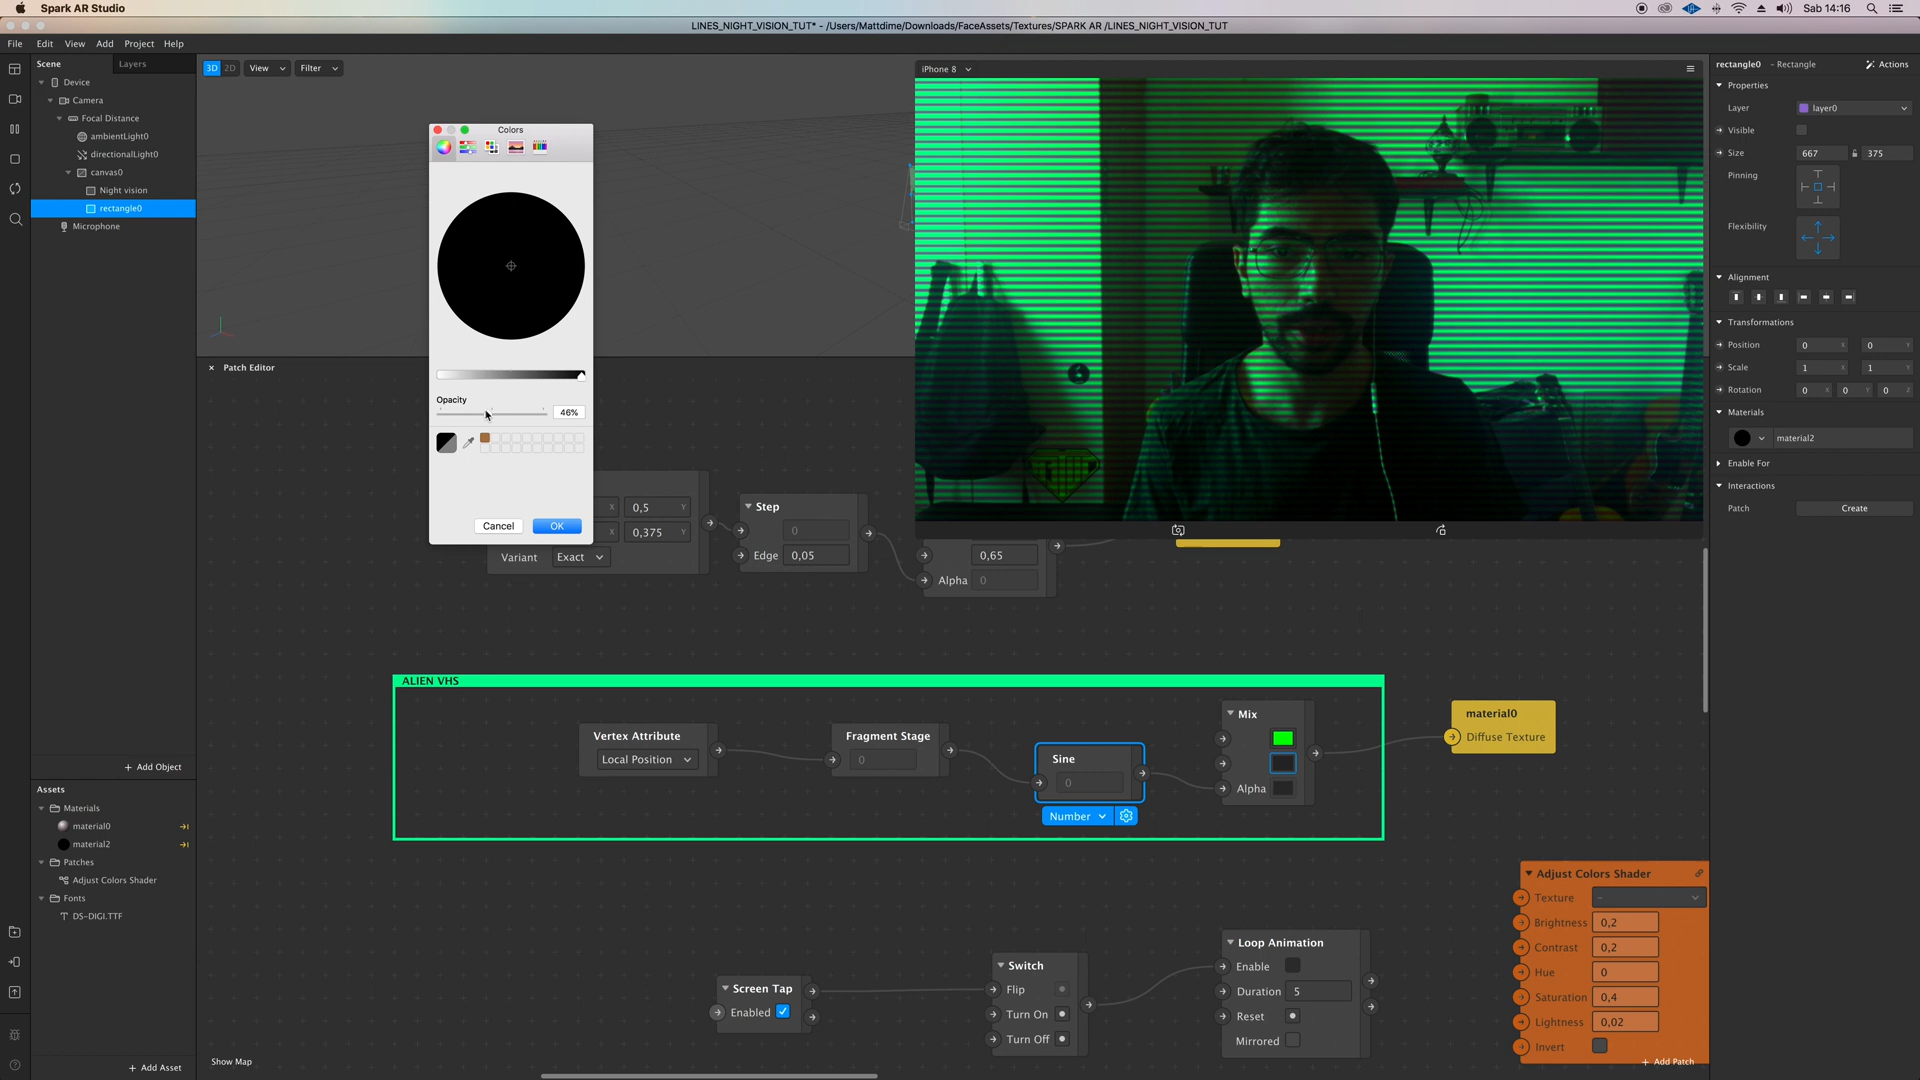 Spark AR Studio
Sab 14:16
LINES_NIGHT_VISION_TUT* - /Users/Mattdime/Downloads/FaceAssets/Textures/SPARK AR /LINES_NIGHT_VISION_TUT
File Edit View Add Project Help
Scene
Layers
Device
Camera
Focal Distance
ambientLight0
directionalLight0
canvas0
Night vision
rectangle0
Microphone
+ Add Object
Assets
Materials
material0
material2
Patches
Adjust Colors Shader
Fonts
DS-DIGI.TTF
+ Add Asset
3D 2D View Filter
Colors
Opacity
46%
Cancel OK
iPhone 8
Patch Editor
X 0,5 Y
X 0,375 Y
Variant Exact
Step
0
Edge 0,05
0,65
Alpha 0
ALIEN VHS
Vertex Attribute
Local Position
Fragment Stage
0
Sine
0
Number
Mix
Alpha
material0
Diffuse Texture
Screen Tap
Enabled
Switch
Flip
Turn On
Turn Off
Loop Animation
Enable
Duration 5
Reset
Mirrored
Adjust Colors Shader
Texture –
Brightness 0,2
Contrast 0,2
Hue 0
Saturation 0,4
Lightness 0,02
Invert
+ Add Patch
Show Map
rectangle0 - Rectangle
Actions
Properties
Layer layer0
Visible
Size 667 375
Pinning
Flexibility
Alignment
Transformations
Position 0 X 0 Y
Scale 1 X 1 Y
Rotation 0 X 0 Y 0 Z
Materials
material2
Enable For
Interactions
Patch Create